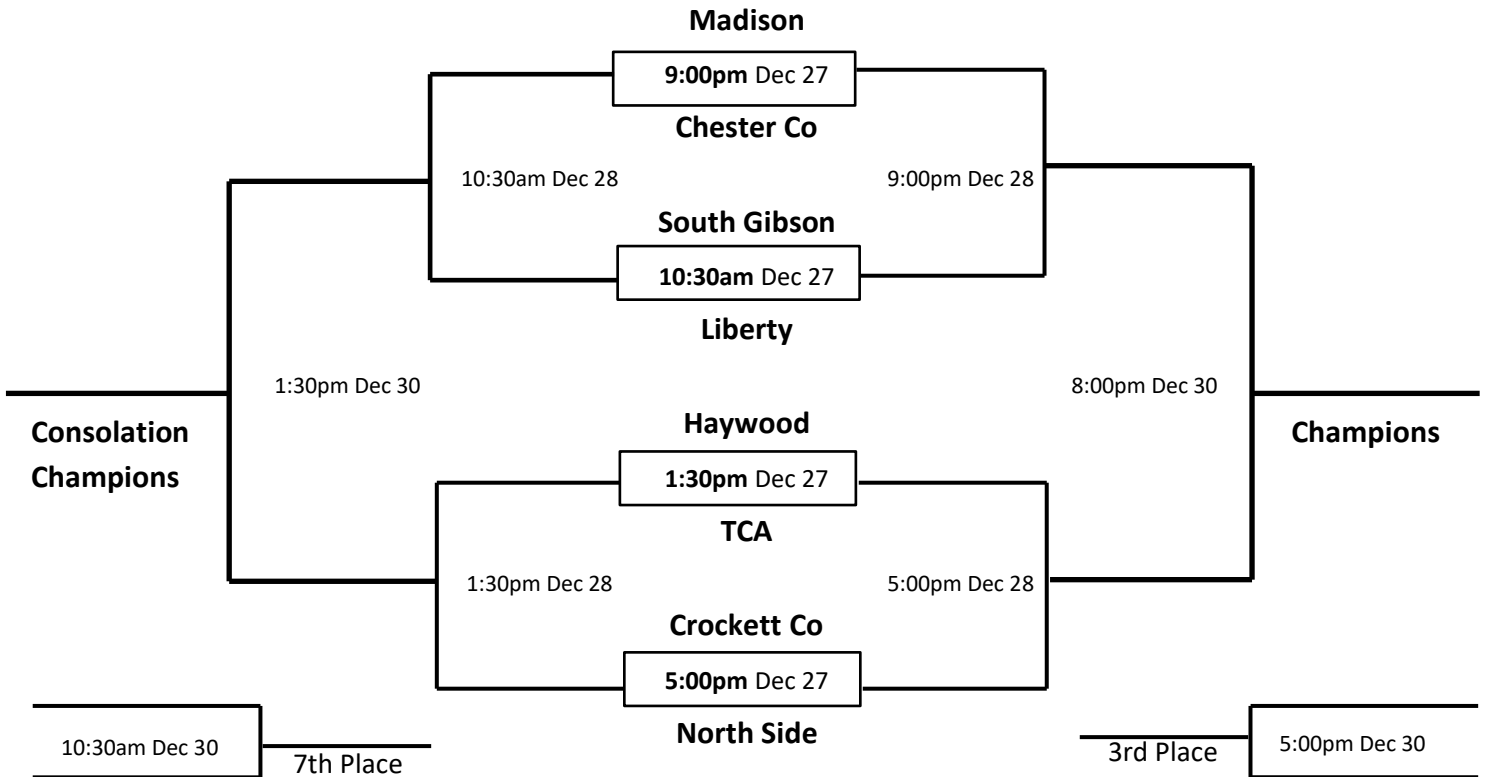 Madison
9:00pm Dec 27
Chester Co
10:30am Dec 28
9:00pm Dec 28
South Gibson
10:30am Dec 27
Liberty
1:30pm Dec 30
8:00pm Dec 30
Consolation
Champions
Champions
Haywood
1:30pm Dec 27
TCA
1:30pm Dec 28
5:00pm Dec 28
Crockett Co
5:00pm Dec 27
North Side
10:30am Dec 30
7th Place
3rd Place
5:00pm Dec 30